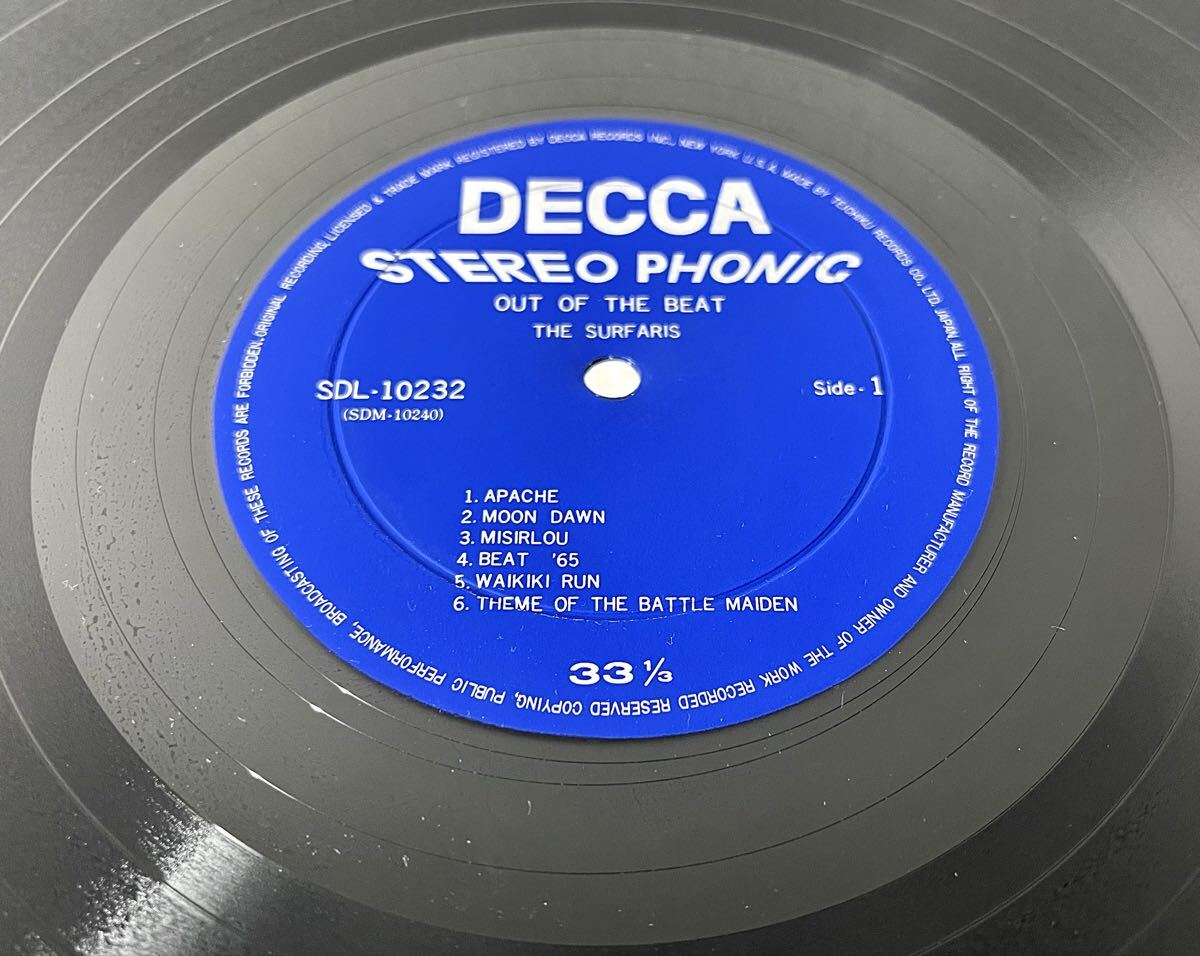 DECCA
STEREO PHONIC
OUT OF THE BEAT
THE SURFARIS
SDL-10232
(SDM-10240)
Side-1
1. APACHE
2. MOON DAWN
3. MISIRLOU
4. BEAT '65
5. WAIKIKI RUN
6. THEME OF THE BATTLE MAIDEN
33 1/3
ORIGINAL RECORDING, LICENSED & TRADE MARK REGISTERED BY DECCA RECORDS INC., NEW YORK U.S.A. MADE BY TEICHIKU RECORDS CO., LTD. JAPAN, ALL RIGHT OF THE RECORD MANUFACTURER AND OWNER OF THE WORK RECORDED RESERVED COPYING, PUBLIC PERFORMANCE, BROADCASTING OF THESE RECORDS ARE FORBIDDEN.